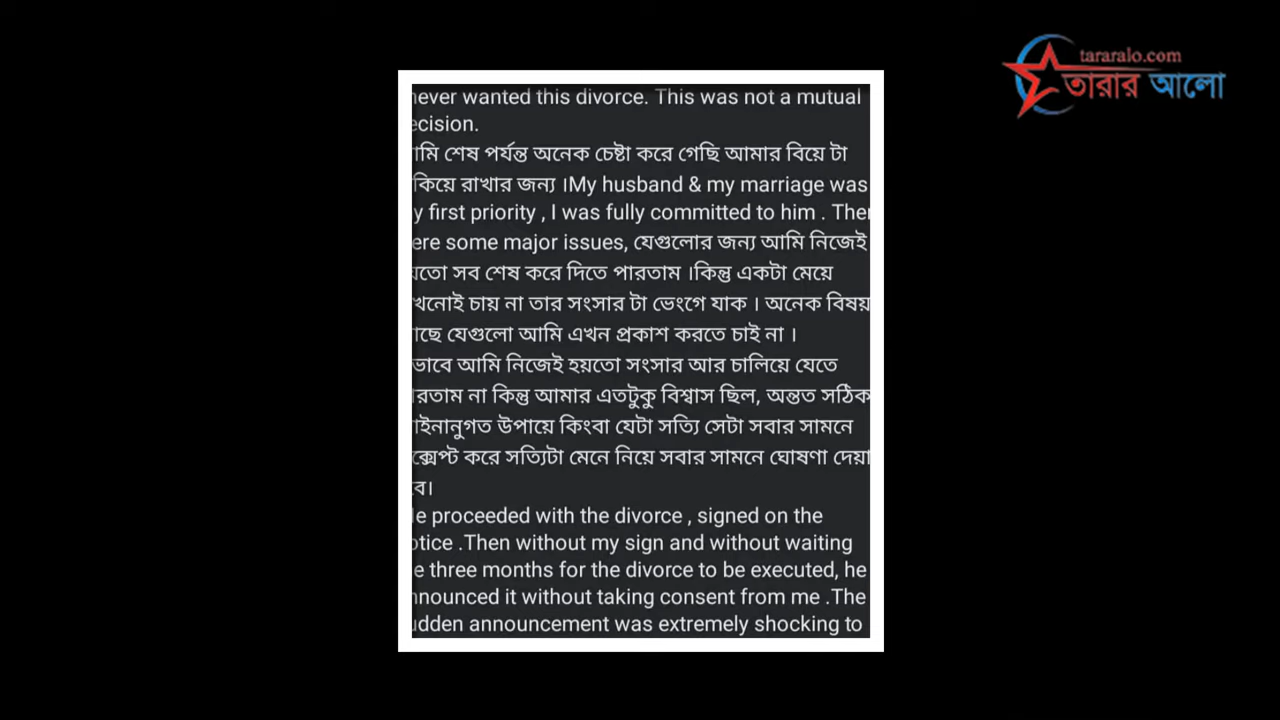 tararalo.com
তারার আলো
never wanted this divorce. This was not a mutual
ecision.
মি শেষ পর্যন্ত অনেক চেষ্টা করে গেছি আমার বিয়ে টা
কিয়ে রাখার জন্য ।My husband & my marriage was
y first priority , I was fully committed to him . Ther
ere some major issues, যেগুলোর জন্য আমি নিজেই
তো সব শেষ করে দিতে পারতাম ।কিন্তু একটা মেয়ে
খনোই চায় না তার সংসার টা ভেংগে যাক । অনেক বিষয়
ছে যেগুলো আমি এখন প্রকাশ করতে চাই না ।
ভাবে আমি নিজেই হয়তো সংসার আর চালিয়ে যেতে
রতাম না কিন্তু আমার এতটুকু বিশ্বাস ছিল, অন্তত সঠিক
াইনানুগত উপায়ে কিংবা যেটা সত্যি সেটা সবার সামনে
ক্সেপ্ট করে সত্যিটা মেনে নিয়ে সবার সামনে ঘোষণা দেয়া
বে।
e proceeded with the divorce , signed on the
otice .Then without my sign and without waiting
e three months for the divorce to be executed, he
nnounced it without taking consent from me .The
udden announcement was extremely shocking to